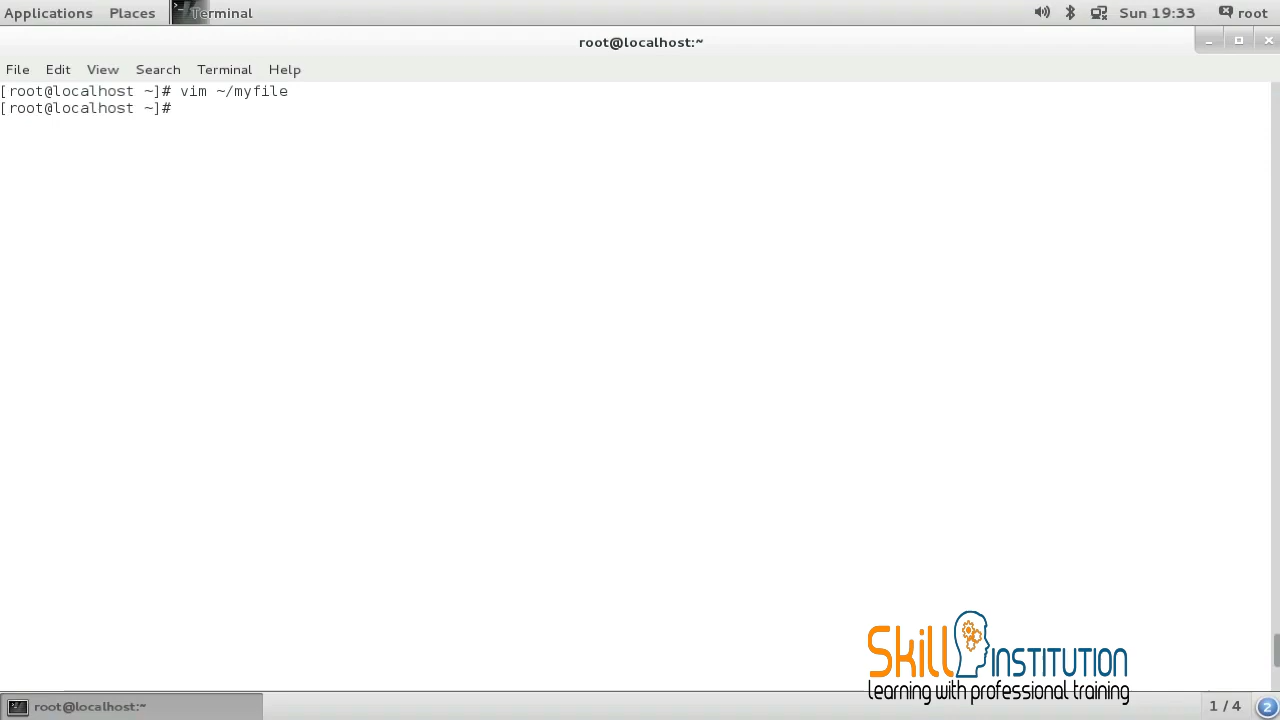 Applications Places Terminal Sun 19:33 root
root@localhost:~
File Edit View Search Terminal Help
[root@localhost ~]# vim ~/myfile
[root@localhost ~]#
Skill INSTITUTION
learning with professional training
root@localhost:~ 1 / 4 2